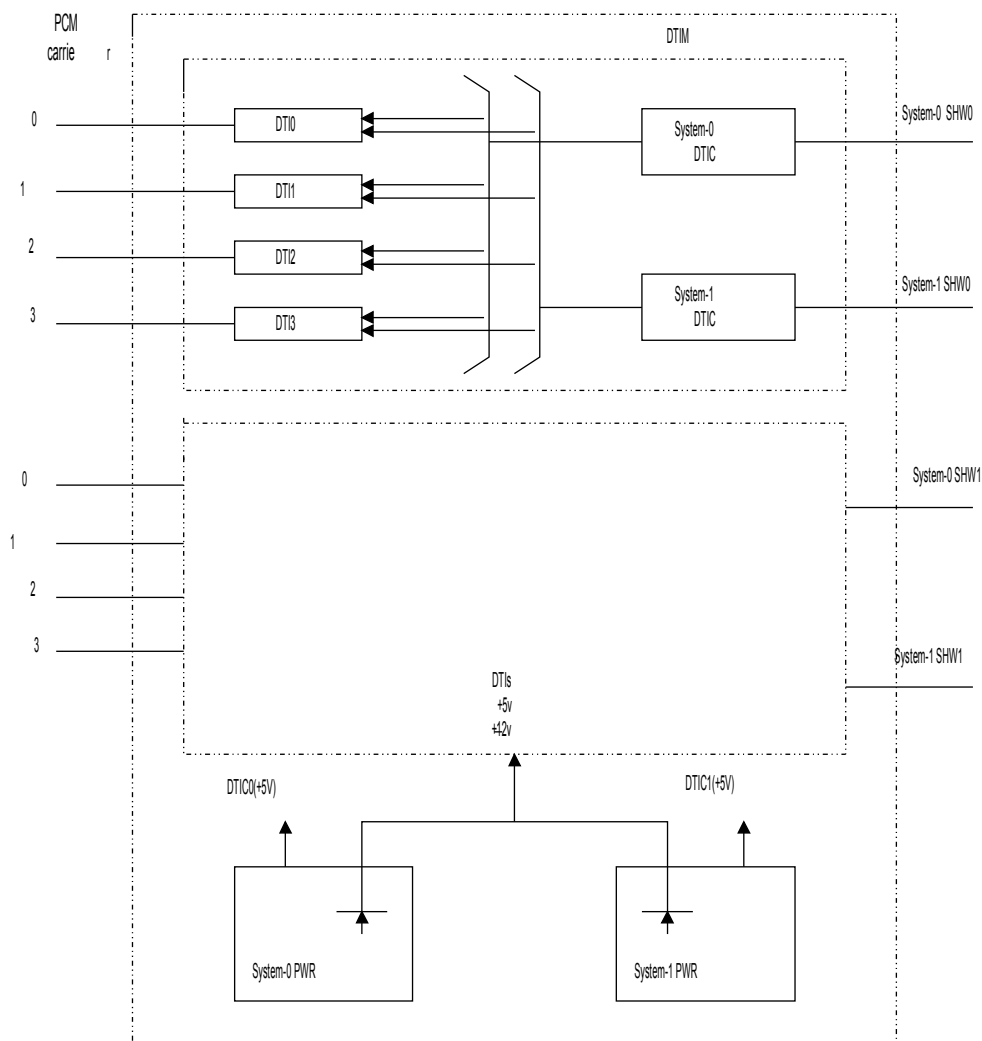 PCM
carrie r
DTIM
0
DTI0
System-0
DTIC
System-0 SHW0
1
DTI1
2
DTI2
System-1 SHW0
3
DTI3
System-1
DTIC
0
System-0 SHW1
1
2
3
System-1 SHW1
DTIs
+5v
+12v
DTIC0(+5V)
DTIC1(+5V)
System-0 PWR
System-1 PWR